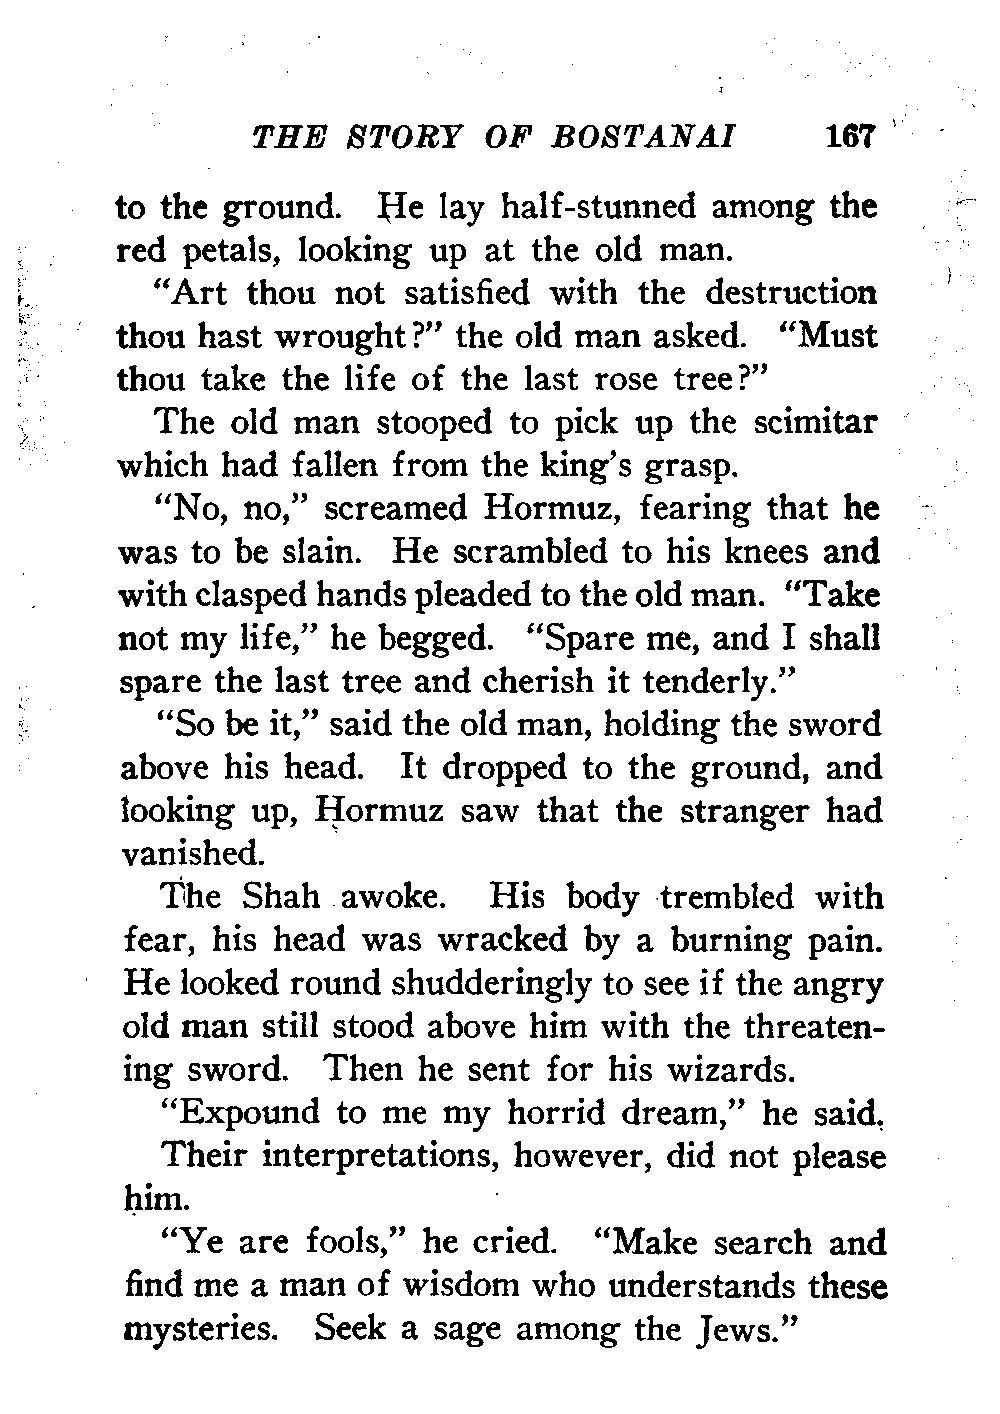 THE STORY OF BOSTANAI 167
to the ground. He lay half-stunned among the
red petals, looking up at the old man.
"Art thou not satisfied with the destruction
thou hast wrought?" the old man asked. "Must
thou take the life of the last rose tree?"
The old man stooped to pick up the scimitar
which had fallen from the king's grasp.
"No, no," screamed Hormuz, fearing that he
was to be slain. He scrambled to his knees and
with clasped hands pleaded to the old man. "Take
not my life," he begged. "Spare me, and I shall
spare the last tree and cherish it tenderly."
"So be it," said the old man, holding the sword
above his head. It dropped to the ground, and
looking up, Hormuz saw that the stranger had
vanished.
The Shah awoke. His body trembled with
fear, his head was wracked by a burning pain.
He looked round shudderingly to see if the angry
old man still stood above him with the threaten-
ing sword. Then he sent for his wizards.
"Expound to me my horrid dream," he said.
Their interpretations, however, did not please
him.
"Ye are fools," he cried. "Make search and
find me a man of wisdom who understands these
mysteries. Seek a sage among the Jews."